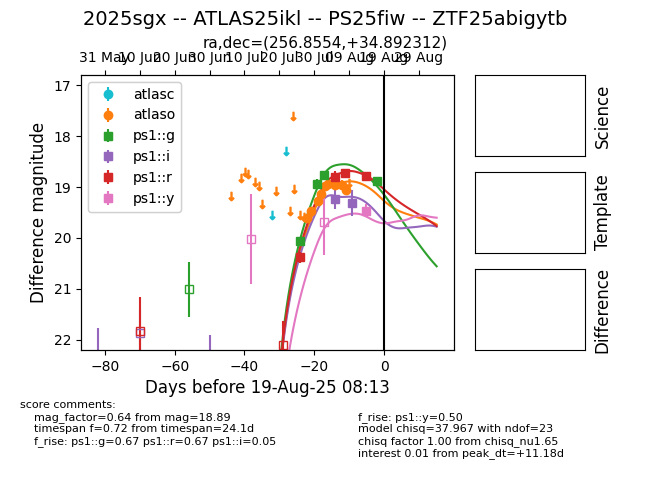 2025sgx -- ATLAS25ikl -- PS25fiw -- ZTF25abigytb
ra,dec=(256.8554,+34.892312)
31 May 10 Jun 20 Jun 30 Jun 10 Jul 20 Jul 30 Jul 09 Aug 19 Aug 29 Aug
17
18
19
20
21
22
Difference magnitude
atlasc
atlaso
ps1::g
ps1::i
ps1::r
ps1::y
−80 −60 −40 −20 0
Days before 19-Aug-25 08:13
Science
Template
Difference
score comments:
mag_factor=0.64 from mag=18.89
timespan f=0.72 from timespan=24.1d
f_rise: ps1::g=0.67 ps1::r=0.67 ps1::i=0.05
f_rise: ps1::y=0.50
model chisq=37.967 with ndof=23
chisq factor 1.00 from chisq_nu1.65
interest 0.01 from peak_dt=+11.18d